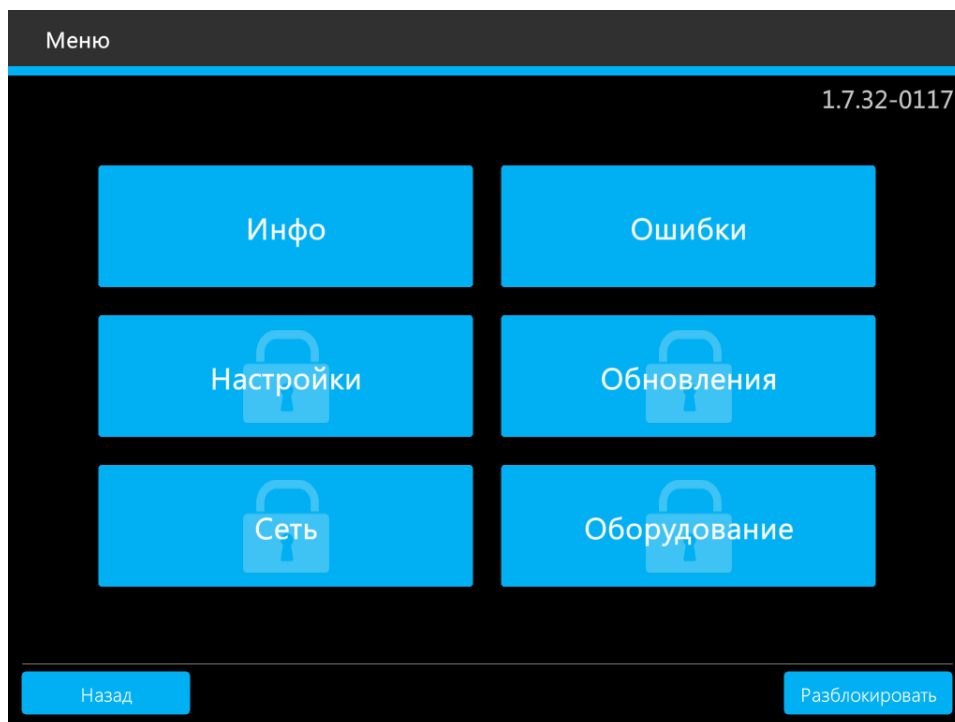 Меню
1.7.32-0117
Инфо
Ошибки
Настройки
Обновления
Сеть
Оборудование
Назад
Разблокировать